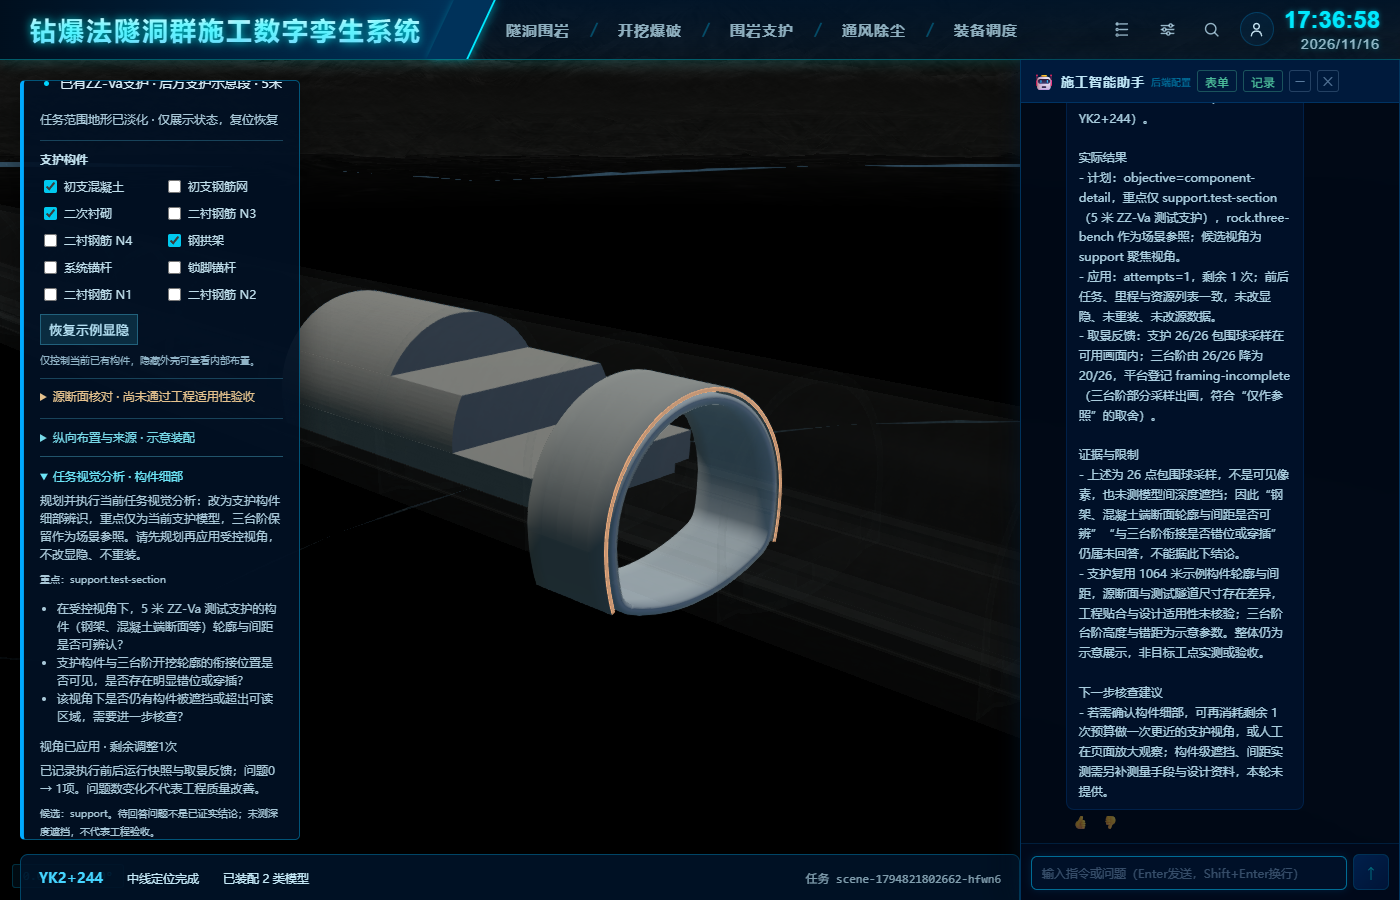 钻爆法隧洞群施工数字孪生系统
隧洞围岩 / 开挖爆破 / 围岩支护 / 通风除尘 / 装备调度
17:36:58
2026/11/16
已有ZZ-Va支护 · 后方支护示意段 · 5米
任务范围地形已淡化 · 仅展示状态，复位恢复
支护构件
初支混凝土 初支钢筋网
二次衬砌 二衬钢筋 N3
二衬钢筋 N4 钢拱架
系统锚杆 锁脚锚杆
二衬钢筋 N1 二衬钢筋 N2
恢复示例显隐
仅控制当前已有构件，隐藏外壳可查看内部布置。
源断面核对 · 尚未通过工程适用性验收
纵向布置与来源 · 示意装配
任务视觉分析 · 构件细部
规划并执行当前任务视觉分析：改为支护构件
细部辨识，重点仅为当前支护模型，三台阶保
留作为场景参照。请先规划再应用受控视角，
不改显隐、不重装。
重点：support.test-section
在受控视角下，5 米 ZZ-Va 测试支护的构
件（钢架、混凝土端断面等）轮廓与间距
是否可辨认？
支护构件与三台阶开挖轮廓的衔接位置是
否可见，是否存在明显错位或穿插？
该视角下是否仍有构件被遮挡或超出可读
区域，需要进一步核查？
视角已应用 · 剩余调整1次
已记录执行前后运行快照与取景反馈；问题0
→ 1项。问题数变化不代表工程质量改善。
候选：support。待回答问题不是已证实结论；未测深
度遮挡，不代表工程验收。
YK2+244 中线定位完成 已装配 2 类模型
任务 scene-1794821802662-hfwn6
施工智能助手 后端配置 表单 记录
YK2+244）。
实际结果
- 计划：objective=component-
detail，重点仅 support.test-section
（5 米 ZZ-Va 测试支护），rock.three-
bench 作为场景参照；候选视角为
support 聚焦视角。
- 应用：attempts=1，剩余 1 次；前后
任务、里程与资源列表一致，未改显
隐、未重装、未改源数据。
- 取景反馈：支护 26/26 包围球采样在
可用画面内；三台阶由 26/26 降为
20/26，平台登记 framing-incomplete
（三台阶部分采样出画，符合“仅作参
照”的取舍）。
证据与限制
- 上述为 26 点包围球采样，不是可见像
素，也未测模型间深度遮挡；因此“钢
架、混凝土端断面轮廓与间距是否可
辨”“与三台阶衔接是否错位或穿插”
仍属未回答，不能据此下结论。
- 支护复用 1064 米示例构件轮廓与间
距，源断面与测试隧道尺寸存在差异，
工程贴合与设计适用性未核验；三台阶
台阶高度与错距为示意参数。整体仍为
示意展示，非目标工点实测或验收。
下一步核查建议
- 若需确认构件细部，可再消耗剩余 1
次预算做一次更近的支护视角，或人工
在页面放大观察；构件级遮挡、间距实
测需另补测量手段与设计资料，本轮未
提供。
输入指令或问题（Enter发送，Shift+Enter换行）